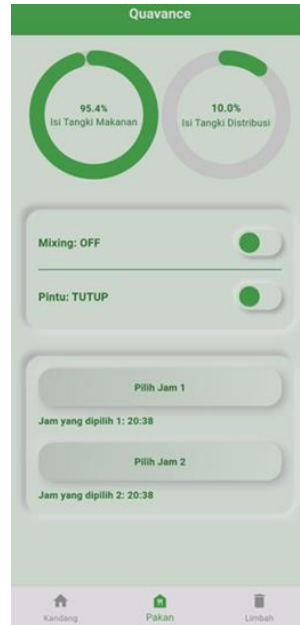 Quavance
95.4%
Isi Tangki Makanan
10.0%
Isi Tangki Distribusi
Mixing: OFF
Pintu: TUTUP
Pilih Jam 1
Jam yang dipilih 1: 20:38
Pilih Jam 2
Jam yang dipilih 2: 20:38
Kandang
Pakan
Limbah